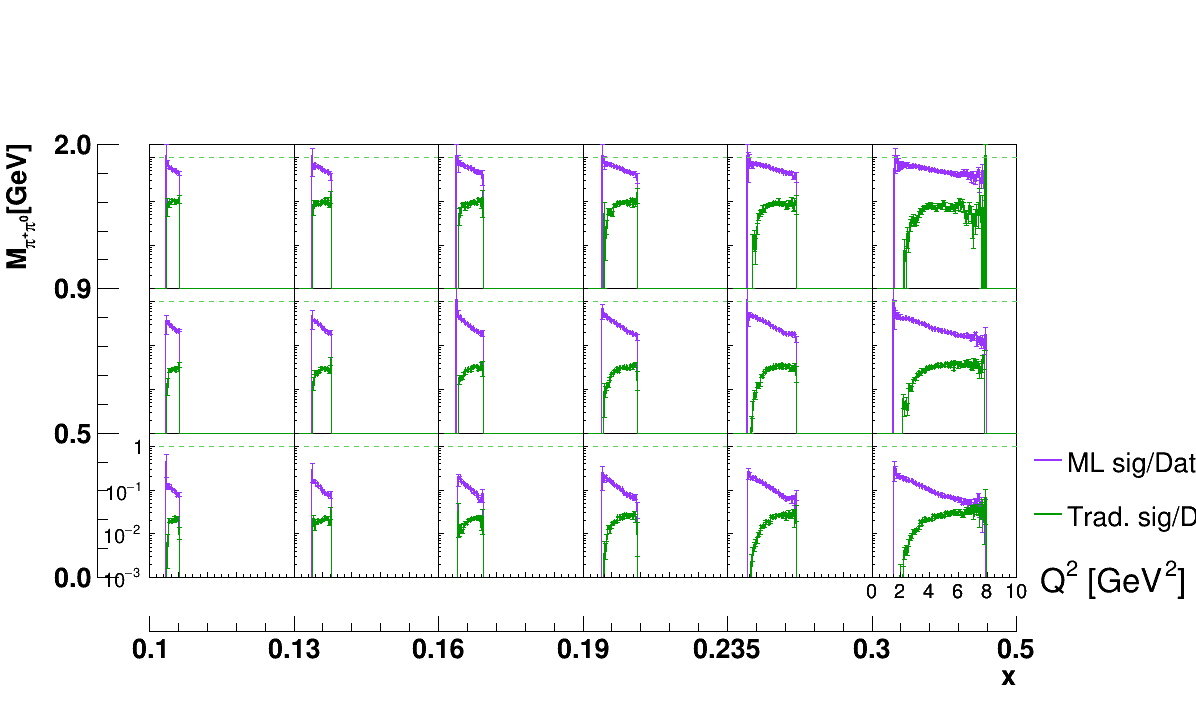 2.0
M_{π⁺π⁰}[GeV]
0.9
0.5
1
10⁻¹
10⁻²
10⁻³
0.0
ML sig/Dat
Trad. sig/D
Q² [GeV²]
0 2 4 6 8 10
0.1 0.13 0.16 0.19 0.235 0.3 0.5
x